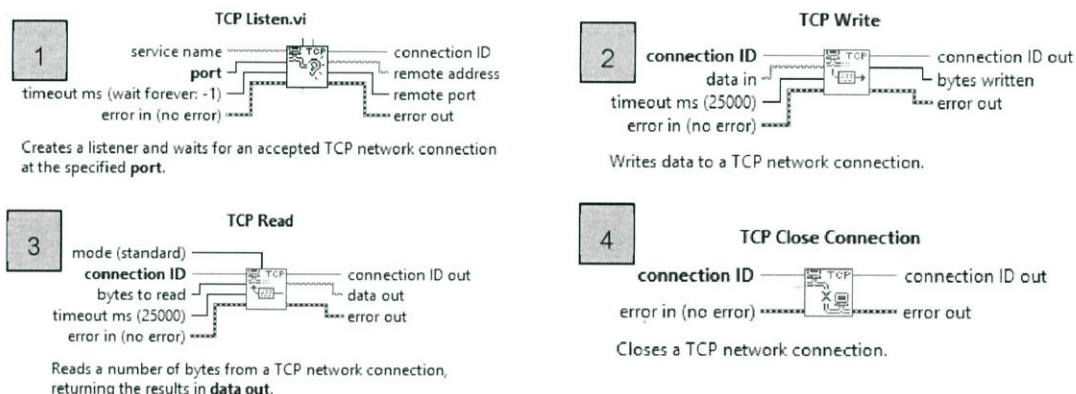 1
TCP Listen.vi
service name
port
timeout ms (wait forever: -1)
error in (no error)
TCP
connection ID
remote address
remote port
error out
Creates a listener and waits for an accepted TCP network connection
at the specified port.
2
TCP Write
connection ID
data in
timeout ms (25000)
error in (no error)
TCP
connection ID out
bytes written
error out
Writes data to a TCP network connection.
3
TCP Read
mode (standard)
connection ID
bytes to read
timeout ms (25000)
error in (no error)
TCP
connection ID out
data out
error out
Reads a number of bytes from a TCP network connection,
returning the results in data out.
4
TCP Close Connection
connection ID
error in (no error)
TCP
connection ID out
error out
Closes a TCP network connection.